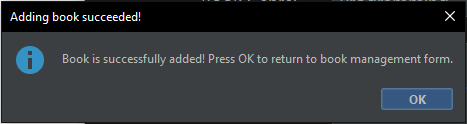 Adding book succeeded!
Book is successfully added! Press OK to return to book management form.
OK